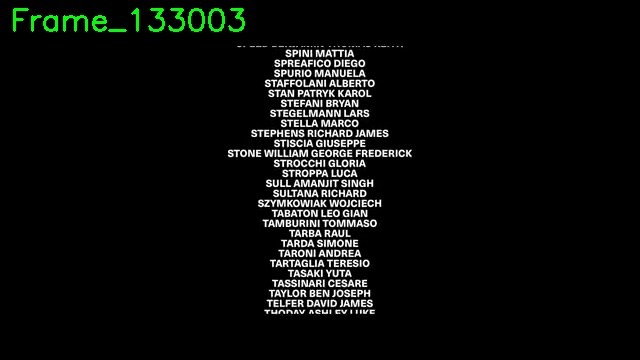 Frame_133003
SPINI MATTIA
SPREAFICO DIEGO
SPURIO MANUELA
STAFFOLANI ALBERTO
STAN PATRYK KAROL
STEFANI BRYAN
STEGELMANN LARS
STELLA MARCO
STEPHENS RICHARD JAMES
STISCIA GIUSEPPE
STONE WILLIAM GEORGE FREDERICK
STROCCHI GLORIA
STROPPA LUCA
SULL AMANJIT SINGH
SULTANA RICHARD
SZYMKOWIAK WOJCIECH
TABATON LEO GIAN
TAMBURINI TOMMASO
TARBA RAUL
TARDA SIMONE
TARONI ANDREA
TARTAGLIA TERESIO
TASAKI YUTA
TASSINARI CESARE
TAYLOR BEN JOSEPH
TELFER DAVID JAMES
THODAY ASHLEY LUKE